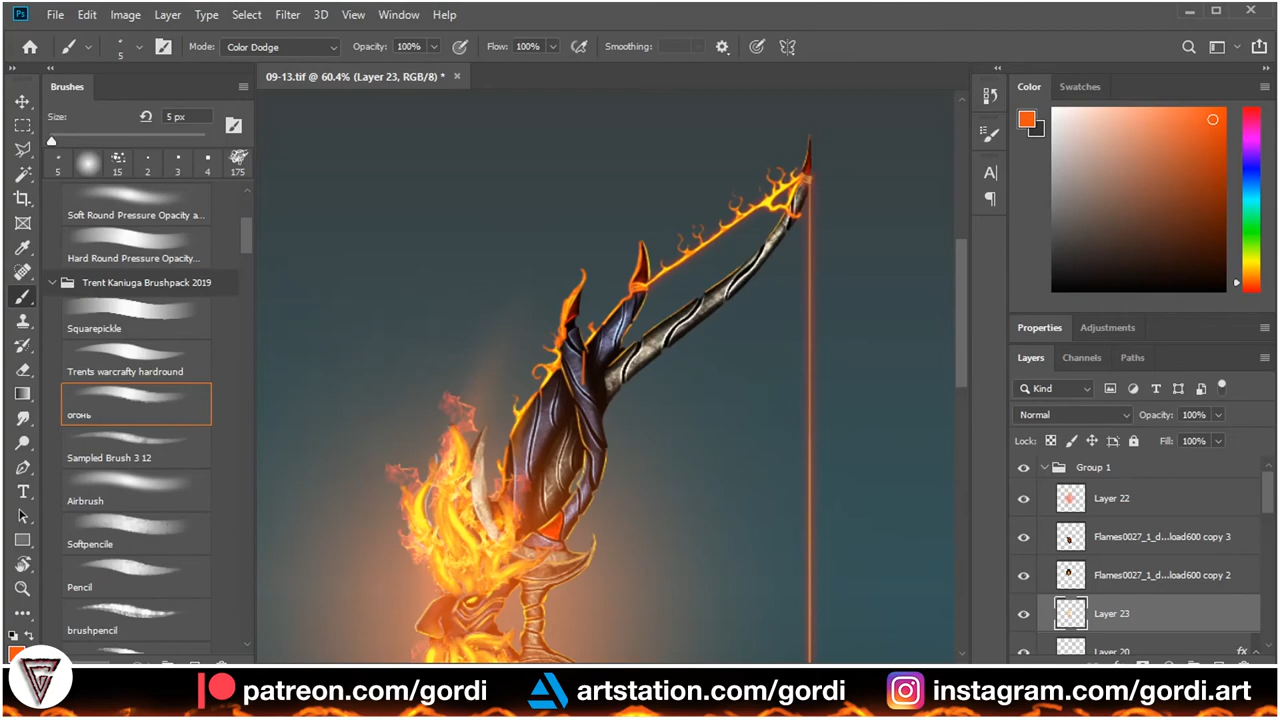 Ps File Edit Image Layer Type Select Filter 3D View Window Help
5 Mode: Color Dodge Opacity: 100% Flow: 100% Smoothing:
09-13.tif @ 60.4% (Layer 23, RGB/8) *
Brushes
Size: 5 px
5 15 2 3 4 175
Soft Round Pressure Opacity a...
Hard Round Pressure Opacity...
Trent Kaniuga Brushpack 2019
Squarepickle
Trents warcrafty hardround
огонь
Sampled Brush 3 12
Airbrush
Softpencile
Pencil
brushpencil
Color Swatches
Properties Adjustments
Layers Channels Paths
Kind
Normal Opacity: 100%
Lock: Fill: 100%
Group 1
Layer 22
Flames0027_1_d...load600 copy 3
Flames0027_1_d...load600 copy 2
Layer 23
Layer 20 fx
patreon.com/gordi artstation.com/gordi instagram.com/gordi.art